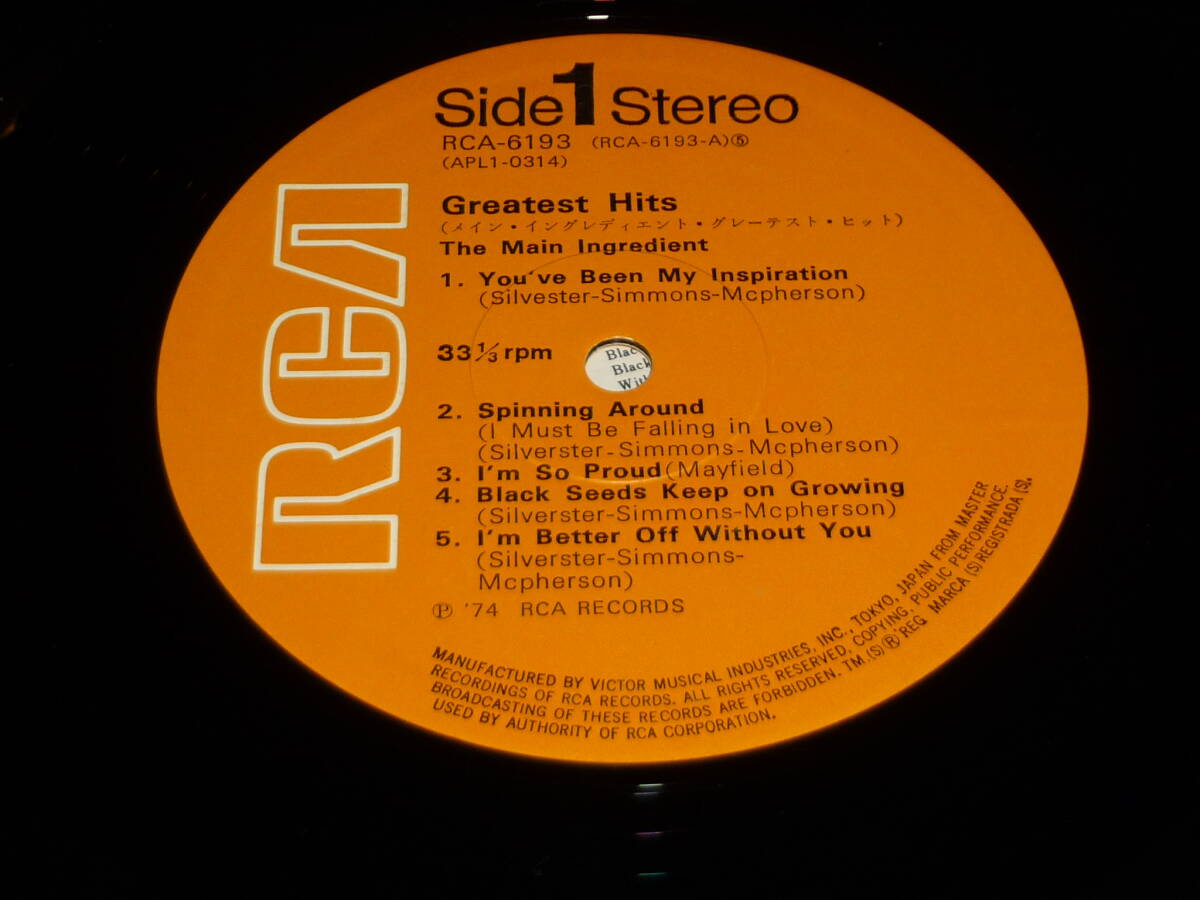 Side 1 Stereo
RCA-6193 (RCA-6193-A)⑤
(APL1-0314)
RCA
Greatest Hits
(メイン・イングレディエント・グレーテスト・ヒット)
The Main Ingredient
1. You've Been My Inspiration
(Silvester-Simmons-Mcpherson)
33 1/3 rpm
Black
With
2. Spinning Around
(I Must Be Falling in Love)
(Silverster-Simmons-Mcpherson)
3. I'm So Proud (Mayfield)
4. Black Seeds Keep on Growing
(Silverster-Simmons-Mcpherson)
5. I'm Better Off Without You
(Silverster-Simmons-
Mcpherson)
Ⓟ '74 RCA RECORDS
MANUFACTURED BY VICTOR MUSICAL INDUSTRIES, INC., TOKYO, JAPAN FROM MASTER
RECORDINGS OF RCA RECORDS. ALL RIGHTS RESERVED, COPYING, PUBLIC PERFORMANCE,
BROADCASTING OF THESE RECORDS ARE FORBIDDEN. TM.(S)® REG MARCA (S) REGISTRADA (S).
USED BY AUTHORITY OF RCA CORPORATION.